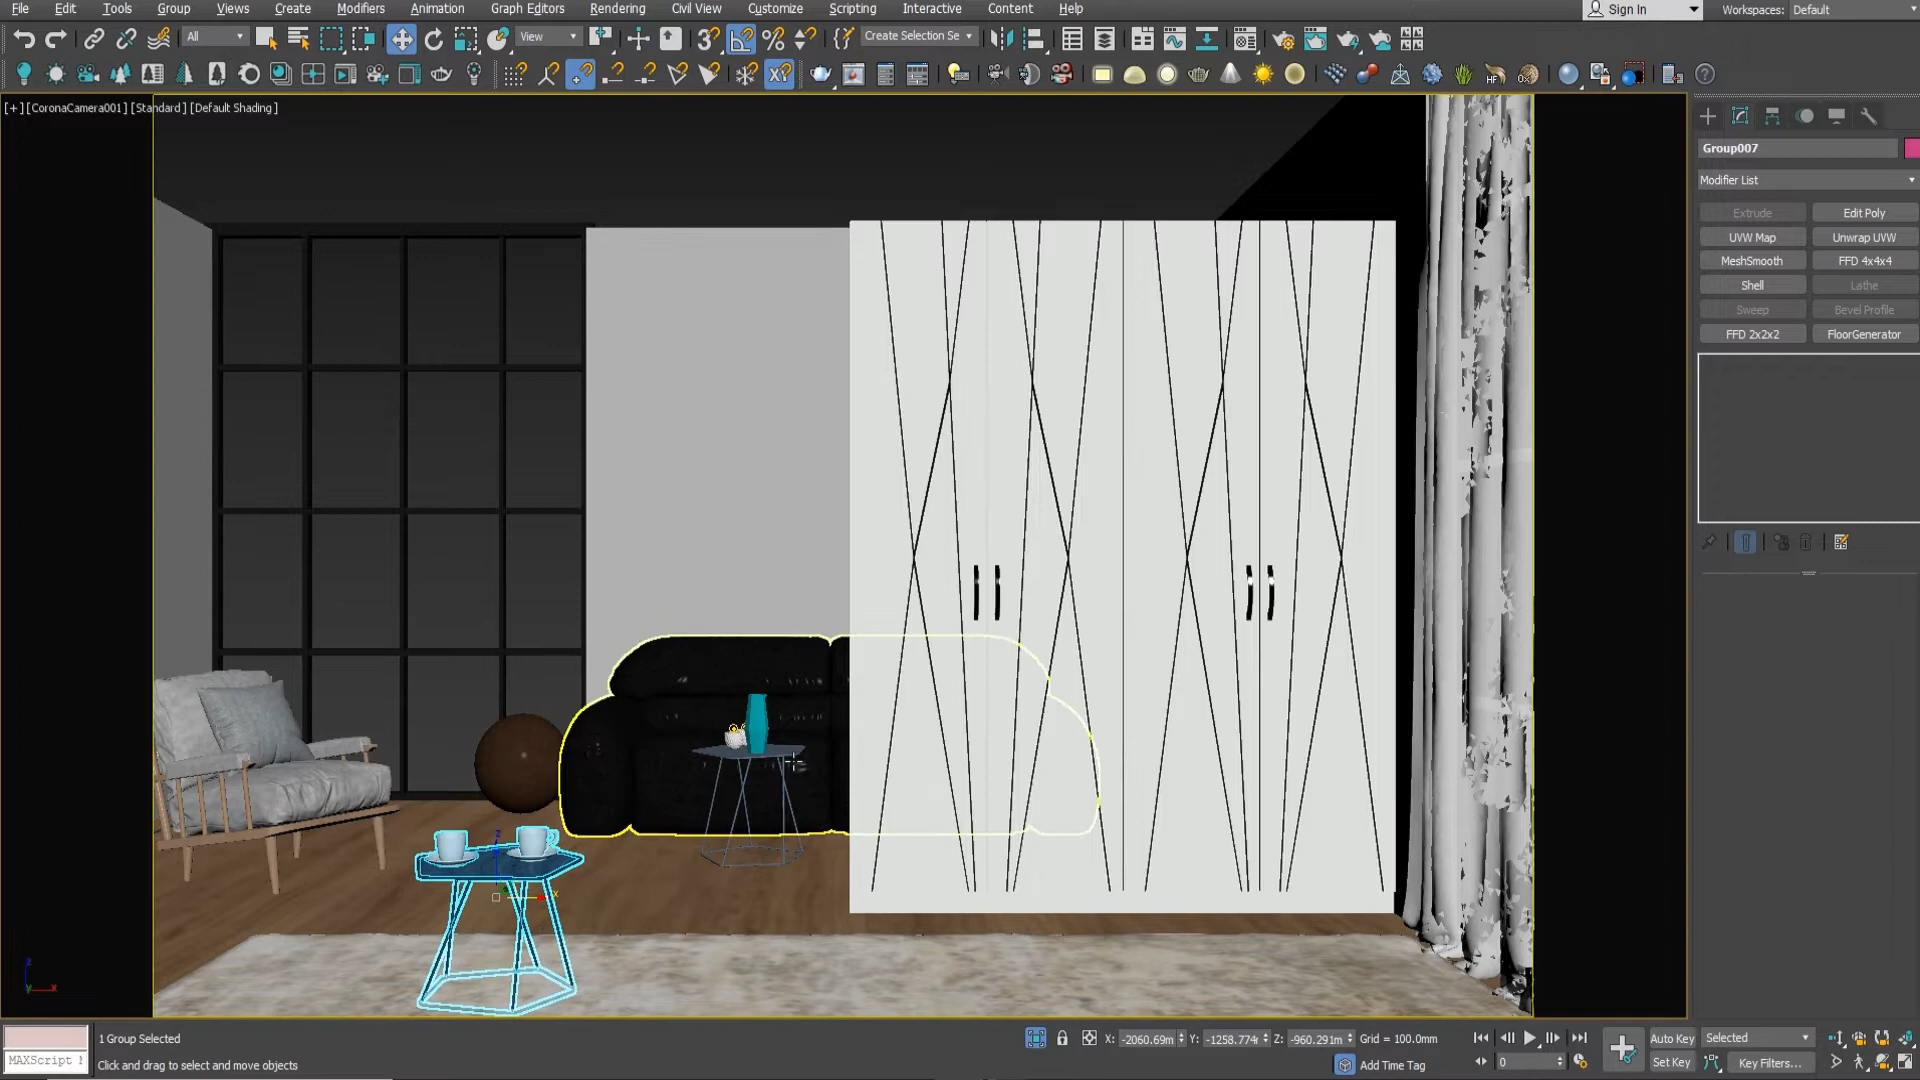 File Edit Tools Group Views Create Modifiers Animation Graph Editors Rendering Civil View Customize Scripting Interactive Content Help Sign In Workspaces: Default
All View Create Selection Se
[+] [CoronaCamera001] [Standard] [Default Shading]
Group007
Modifier List
Extrude Edit Poly
UVW Map Unwrap UVW
MeshSmooth FFD 4x4x4
Shell Lathe
Sweep Bevel Profile
FFD 2x2x2 FloorGenerator
1 Group Selected X: -2060.69m Y: -1258.774r Z: -960.291m Grid = 100.0mm Auto Key Selected
MAXScript Click and drag to select and move objects Add Time Tag 0 Set Key Key Filters...